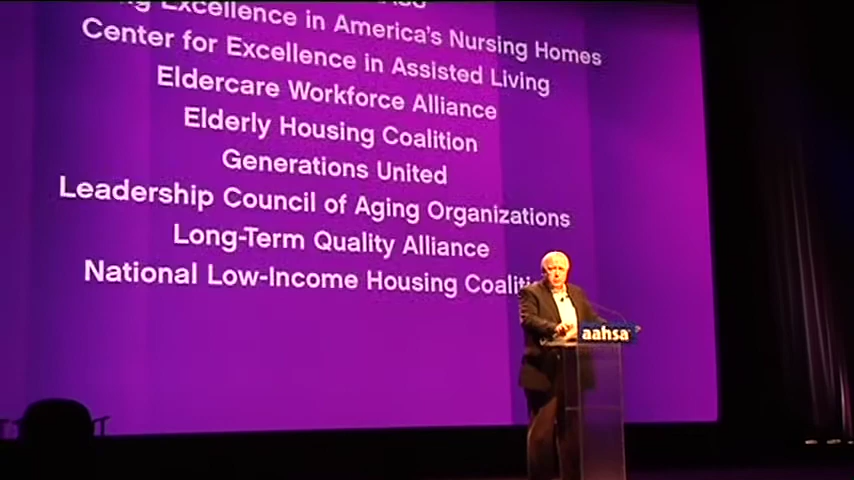 Excellence in America's Nursing Homes
Center for Excellence in Assisted Living
Eldercare Workforce Alliance
Elderly Housing Coalition
Generations United
Leadership Council of Aging Organizations
Long-Term Quality Alliance
National Low-Income Housing
aahsa